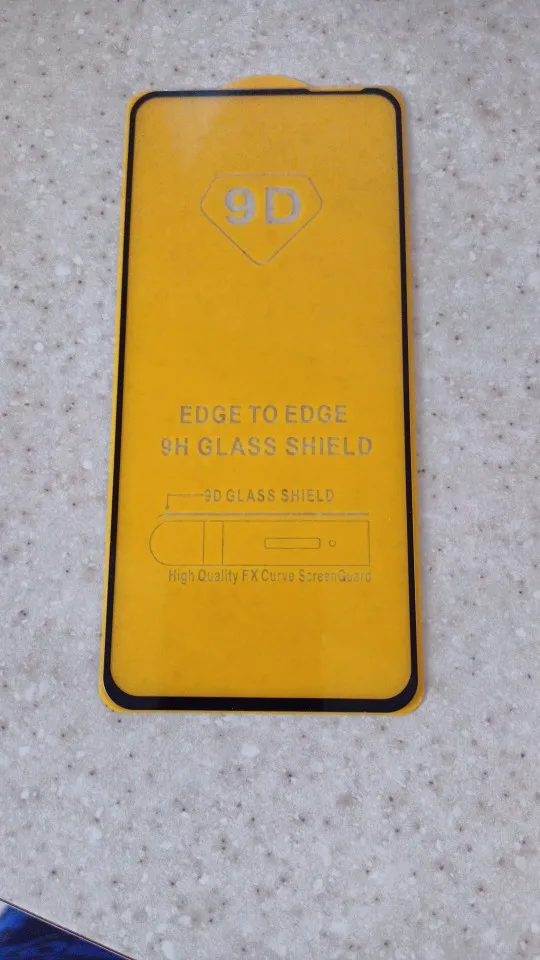 9D
EDGE TO EDGE
9H GLASS SHIELD
9D GLASS SHIELD
High Quality FX Curve ScreenGuard